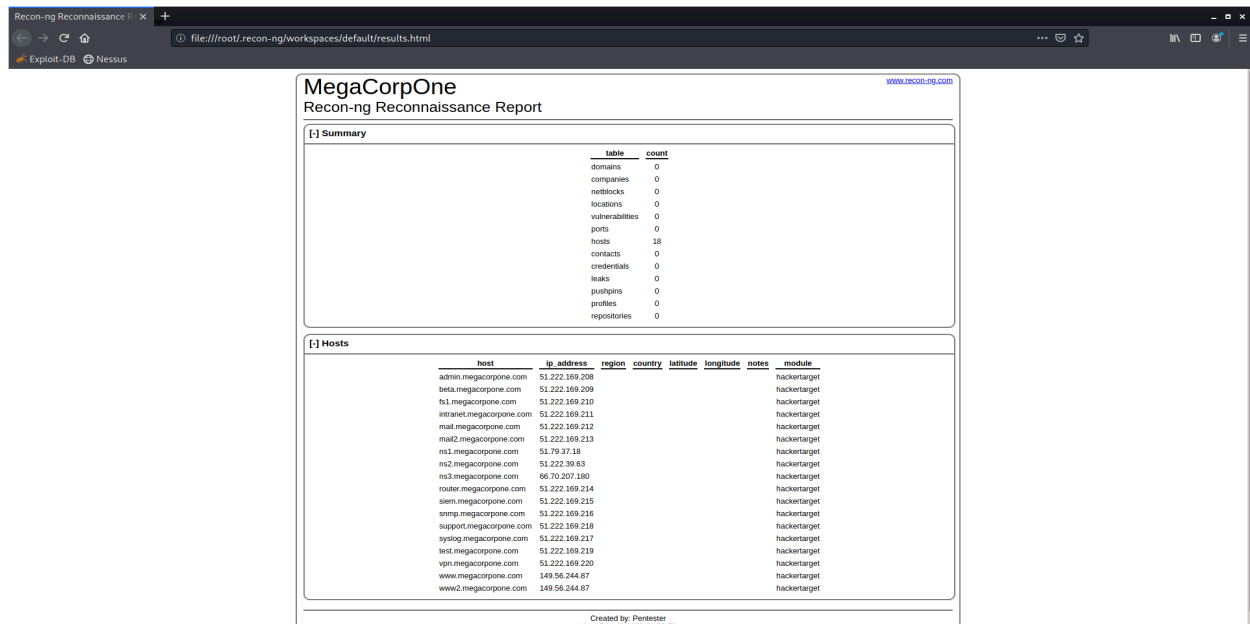 Recon-ng Reconnaissance R
file:///root/.recon-ng/workspaces/default/results.html
Exploit-DB Nessus
MegaCorpOne www.recon-ng.com
Recon-ng Reconnaissance Report
[-] Summary
table count
domains 0
companies 0
netblocks 0
locations 0
vulnerabilities 0
ports 0
hosts 18
contacts 0
credentials 0
leaks 0
pushpins 0
profiles 0
repositories 0
[-] Hosts
host ip_address region country latitude longitude notes module
admin.megacorpone.com 51.222.169.208 hackertarget
beta.megacorpone.com 51.222.169.209 hackertarget
fs1.megacorpone.com 51.222.169.210 hackertarget
intranet.megacorpone.com 51.222.169.211 hackertarget
mail.megacorpone.com 51.222.169.212 hackertarget
mail2.megacorpone.com 51.222.169.213 hackertarget
ns1.megacorpone.com 51.79.37.18 hackertarget
ns2.megacorpone.com 51.222.39.63 hackertarget
ns3.megacorpone.com 66.70.207.180 hackertarget
router.megacorpone.com 51.222.169.214 hackertarget
siem.megacorpone.com 51.222.169.215 hackertarget
snmp.megacorpone.com 51.222.169.216 hackertarget
support.megacorpone.com 51.222.169.218 hackertarget
syslog.megacorpone.com 51.222.169.217 hackertarget
test.megacorpone.com 51.222.169.219 hackertarget
vpn.megacorpone.com 51.222.169.220 hackertarget
www.megacorpone.com 149.56.244.87 hackertarget
www2.megacorpone.com 149.56.244.87 hackertarget
Created by: Pentester